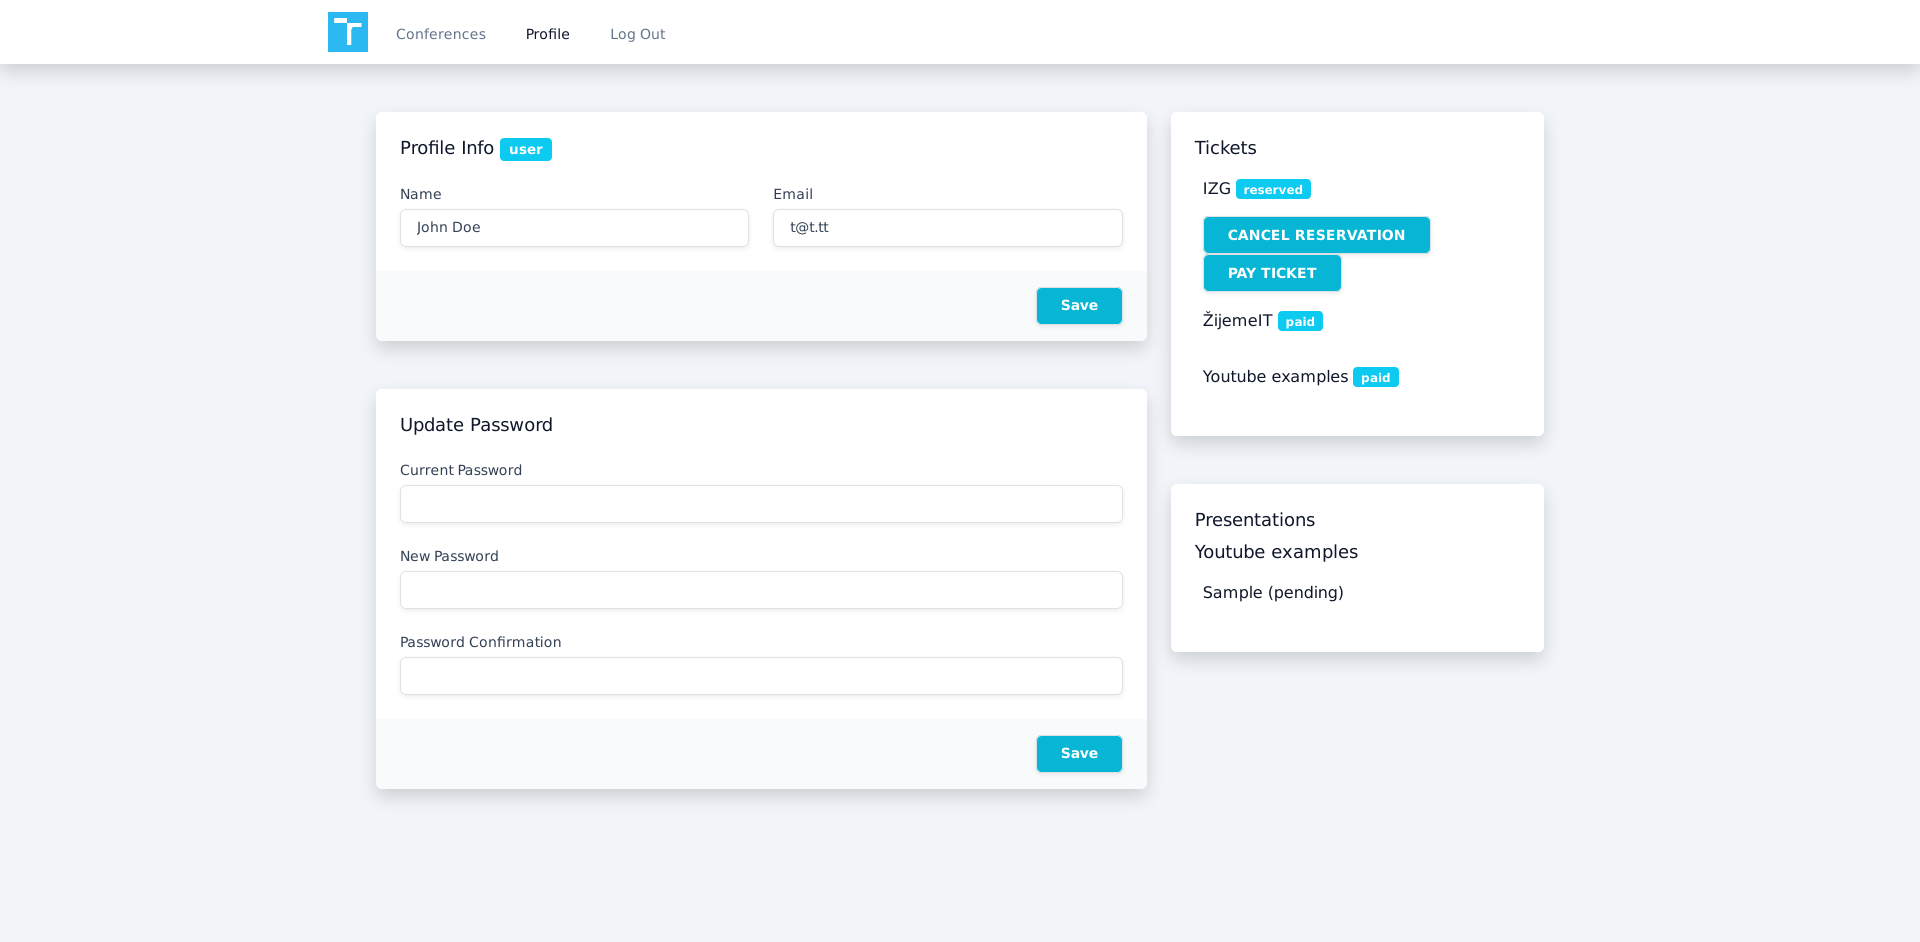 Conferences Profile Log Out
Profile Info user
Name Email
John Doe t@t.tt
Save
Update Password
Current Password
New Password
Password Confirmation
Save
Tickets
IZG reserved
CANCEL RESERVATION
PAY TICKET
ŽijemeIT paid
Youtube examples paid
Presentations
Youtube examples
Sample (pending)